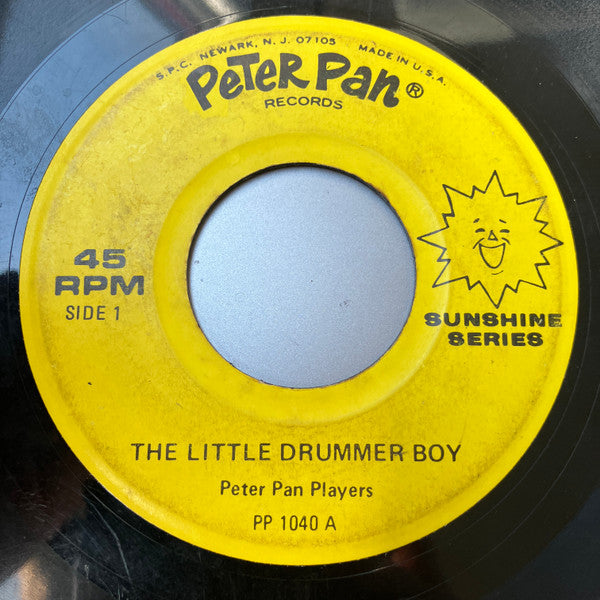 S.P.C. NEWARK, N. J. 07105 MADE IN U.S.A.
PeTeR Pan®
RECORDS
45
RPM
SIDE 1
SUNSHINE
SERIES
THE LITTLE DRUMMER BOY
Peter Pan Players
PP 1040 A